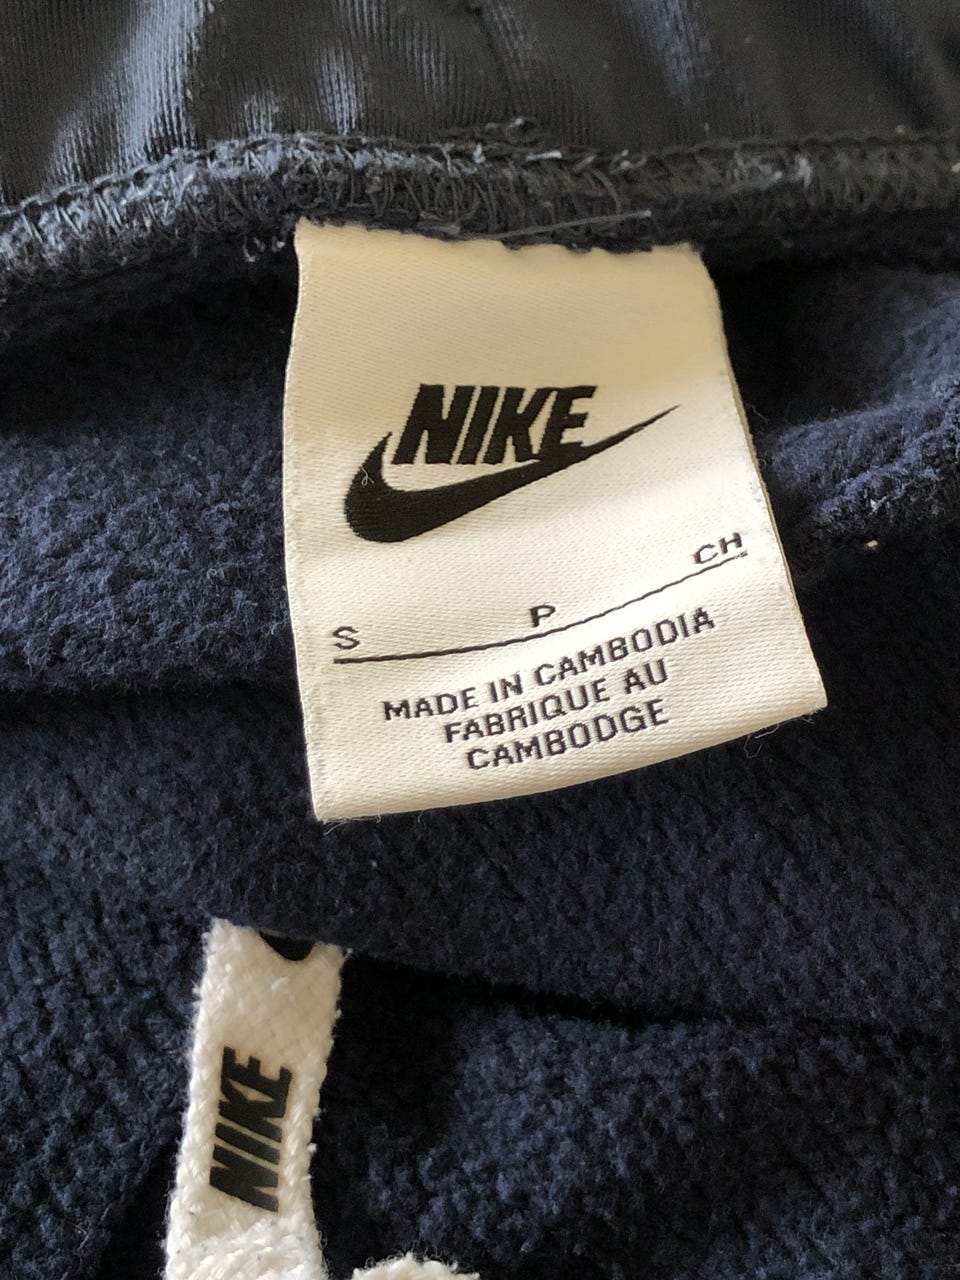 NIKE
S P CH
MADE IN CAMBODIA
FABRIQUE AU
CAMBODGE
NIKE